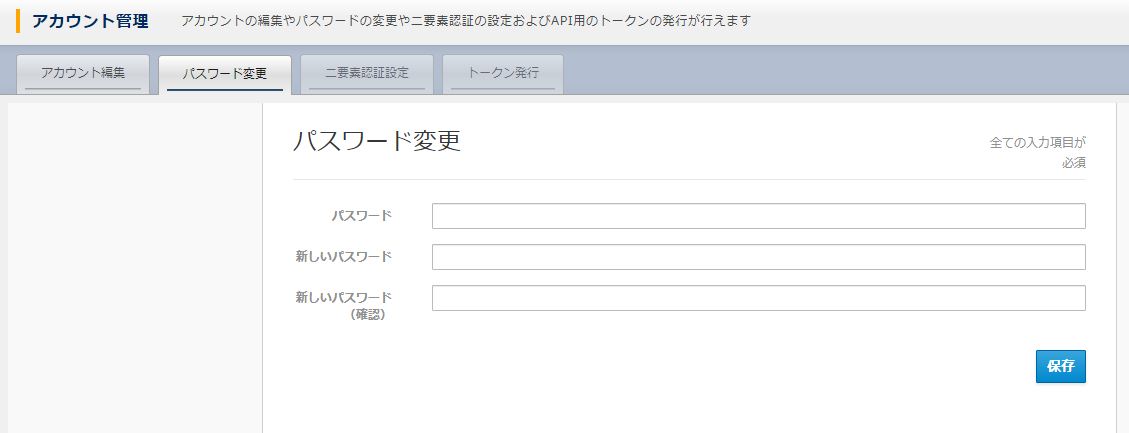 アカウント管理 アカウントの編集やパスワードの変更や二要素認証の設定およびAPI用のトークンの発行が行えます
アカウント編集 パスワード変更 二要素認証設定 トークン発行
パスワード変更
全ての入力項目が
必須
パスワード
新しいパスワード
新しいパスワード
（確認）
保存